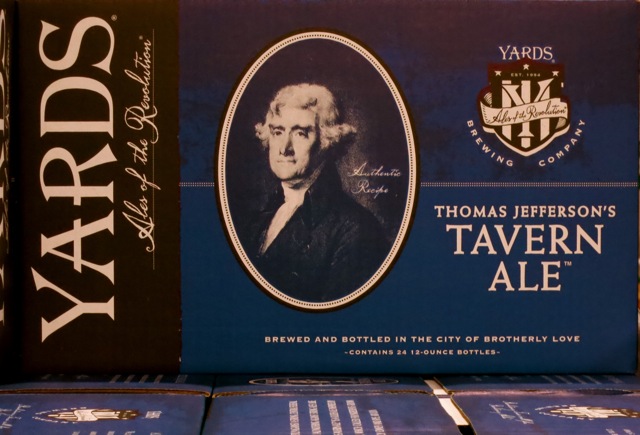 YARDS
Ales of the Revolution
Authentic
Recipe
YARDS
EST. 1994
Ales of the Revolution
BREWING COMPANY
THOMAS JEFFERSON'S
TAVERN
ALE™
BREWED AND BOTTLED IN THE CITY OF BROTHERLY LOVE
~CONTAINS 24 12-OUNCE BOTTLES~